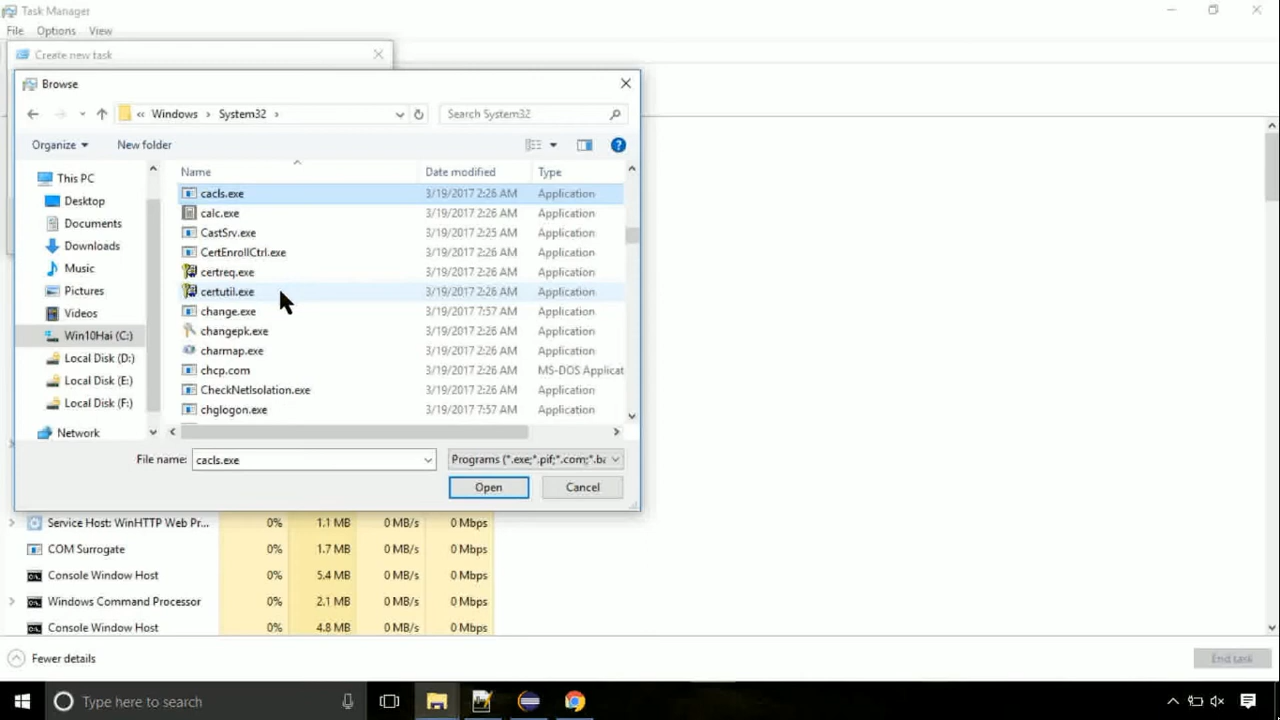 Task Manager
File Options View
Create new task
Browse
« Windows › System32 ›
Search System32
Organize New folder
Name Date modified Type
This PC
Desktop
Documents
Downloads
Music
Pictures
Videos
Win10Hai (C:)
Local Disk (D:)
Local Disk (E:)
Local Disk (F:)
Network
cacls.exe 3/19/2017 2:26 AM Application
calc.exe 3/19/2017 2:26 AM Application
CastSrv.exe 3/19/2017 2:25 AM Application
CertEnrollCtrl.exe 3/19/2017 2:26 AM Application
certreq.exe 3/19/2017 2:26 AM Application
certutil.exe 3/19/2017 2:26 AM Application
change.exe 3/19/2017 7:57 AM Application
changepk.exe 3/19/2017 2:26 AM Application
charmap.exe 3/19/2017 2:26 AM Application
chcp.com 3/19/2017 2:26 AM MS-DOS Applicat
CheckNetIsolation.exe 3/19/2017 2:26 AM Application
chglogon.exe 3/19/2017 7:57 AM Application
File name: cacls.exe Programs (*.exe;*.pif;*.com;*.ba
Open Cancel
Service Host: WinHTTP Web Pr... 0% 1.1 MB 0 MB/s 0 Mbps
COM Surrogate 0% 1.7 MB 0 MB/s 0 Mbps
Console Window Host 0% 5.4 MB 0 MB/s 0 Mbps
Windows Command Processor 0% 2.1 MB 0 MB/s 0 Mbps
Console Window Host 0% 4.8 MB 0 MB/s 0 Mbps
Fewer details End task
Type here to search